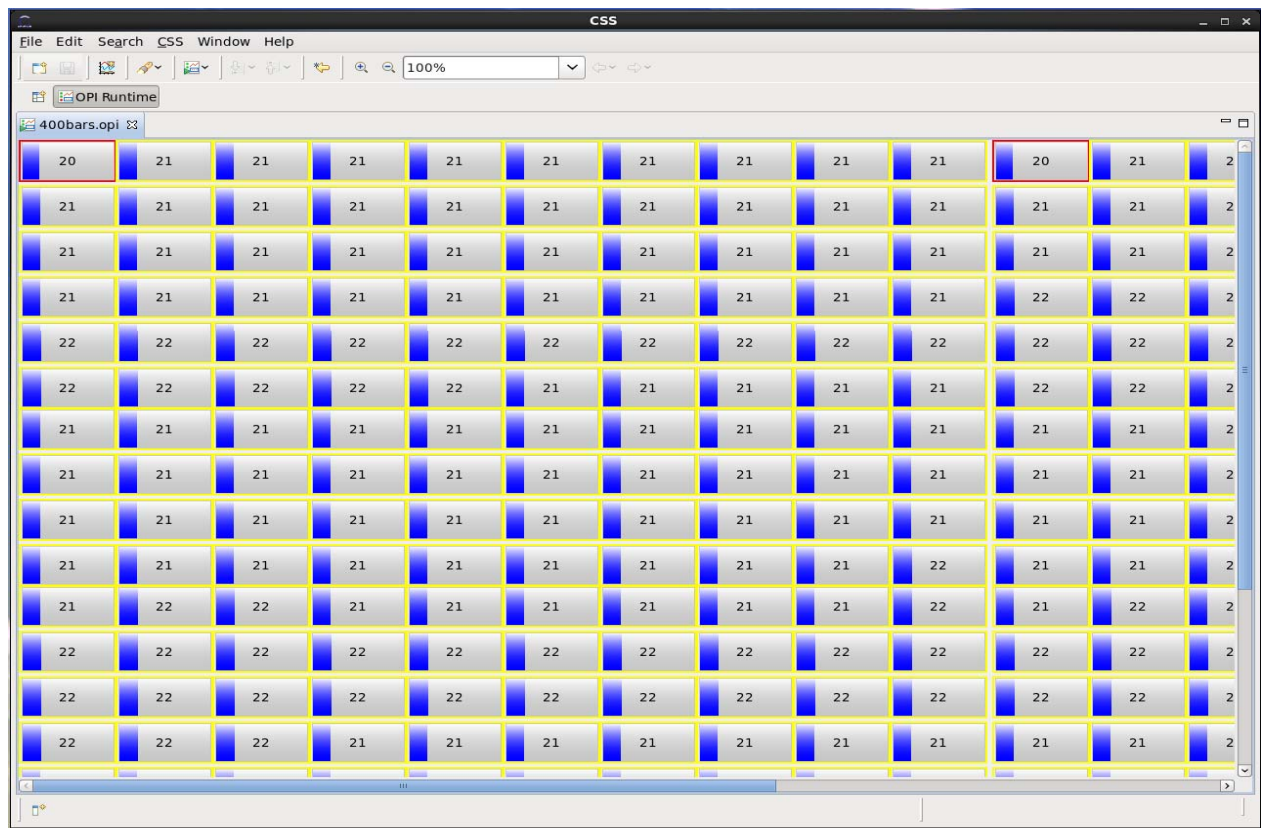 CSS
File Edit Search CSS Window Help
100%
OPI Runtime
400bars.opi
20 21 21 21 21 21 21 21 21 21 20 21 2
21 21 21 21 21 21 21 21 21 21 21 21 2
21 21 21 21 21 21 21 21 21 21 21 21 2
21 21 21 21 21 21 21 21 21 21 22 22 2
22 22 22 22 22 22 22 22 22 22 22 22 2
22 22 22 22 22 21 21 21 21 21 22 22 2
21 21 21 21 21 21 21 21 21 21 21 21 2
21 21 21 21 21 21 21 21 21 21 21 21 2
21 21 21 21 21 21 21 21 21 21 21 21 2
21 21 21 21 21 21 21 21 21 22 21 21 2
21 22 22 21 21 21 21 21 21 22 21 22 2
22 22 22 22 22 22 22 22 22 22 22 22 2
22 22 22 22 22 22 22 22 22 22 22 22 2
22 22 22 21 21 21 21 21 21 21 21 21 2